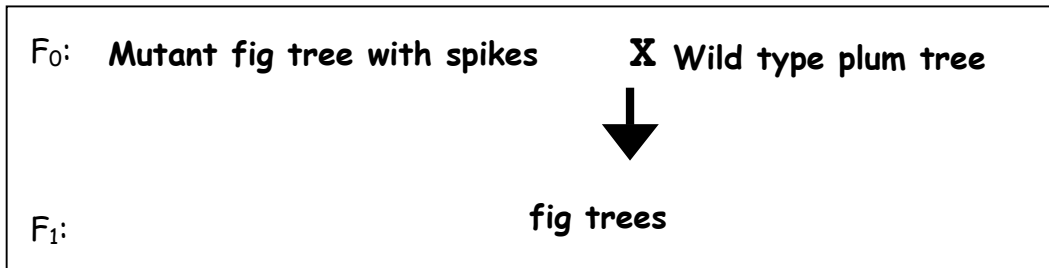 F₀: Mutant fig tree with spikes X Wild type plum tree
fig trees
F₁: